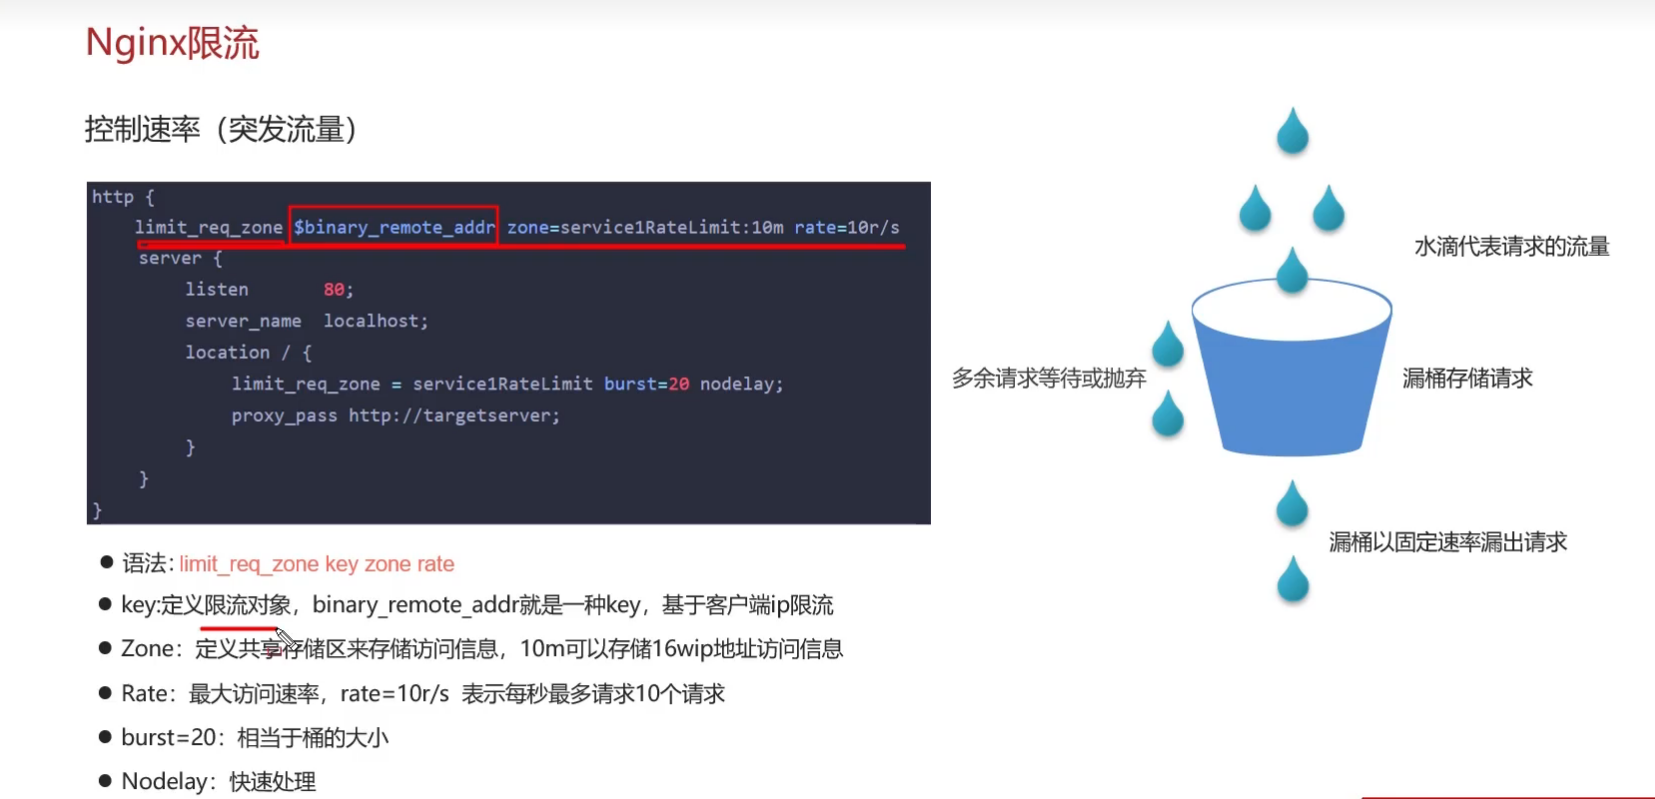 Nginx限流
控制速率（突发流量）
http {
limit_req_zone $binary_remote_addr zone=service1RateLimit:10m rate=10r/s
server {
listen 80;
server_name localhost;
location / {
limit_req_zone = service1RateLimit burst=20 nodelay;
proxy_pass http://targetserver;
}
}
}
语法: limit_req_zone key zone rate
key:定义限流对象，binary_remote_addr就是一种key，基于客户端ip限流
Zone：定义共享存储区来存储访问信息，10m可以存储16wip地址访问信息
Rate：最大访问速率，rate=10r/s 表示每秒最多请求10个请求
burst=20：相当于桶的大小
Nodelay：快速处理
水滴代表请求的流量
多余请求等待或抛弃
漏桶存储请求
漏桶以固定速率漏出请求